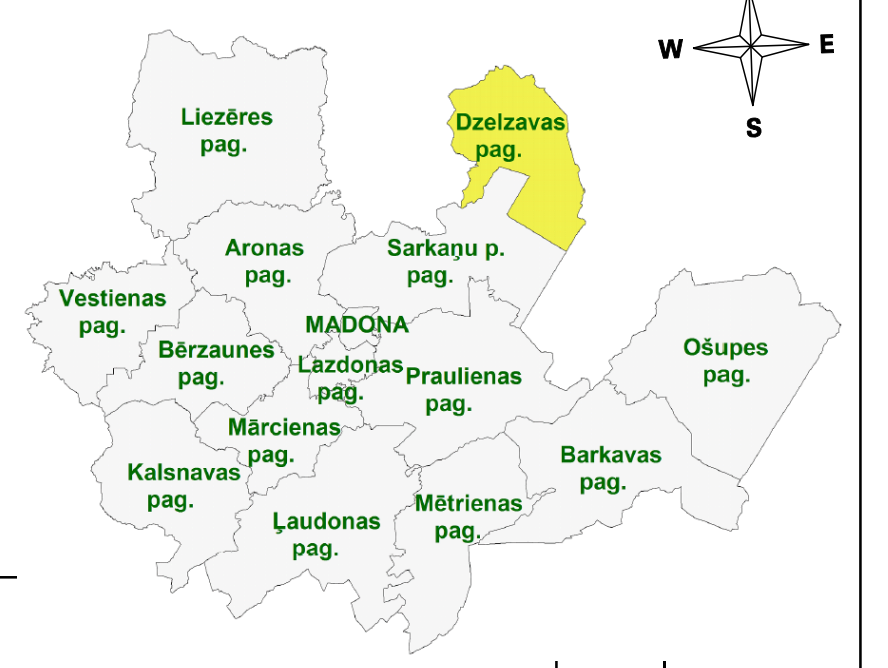 W
E
S
Liezēres
pag.
Dzelzavas
pag.
Aronas
pag.
Sarkaņu p.
pag.
Vestienas
pag.
MADONA
Bērzaunes
pag.
Lazdonas
pag.
Praulienas
pag.
Ošupes
pag.
Mārcienas
pag.
Kalsnavas
pag.
Barkavas
pag.
Ļaudonas
pag.
Mētrienas
pag.